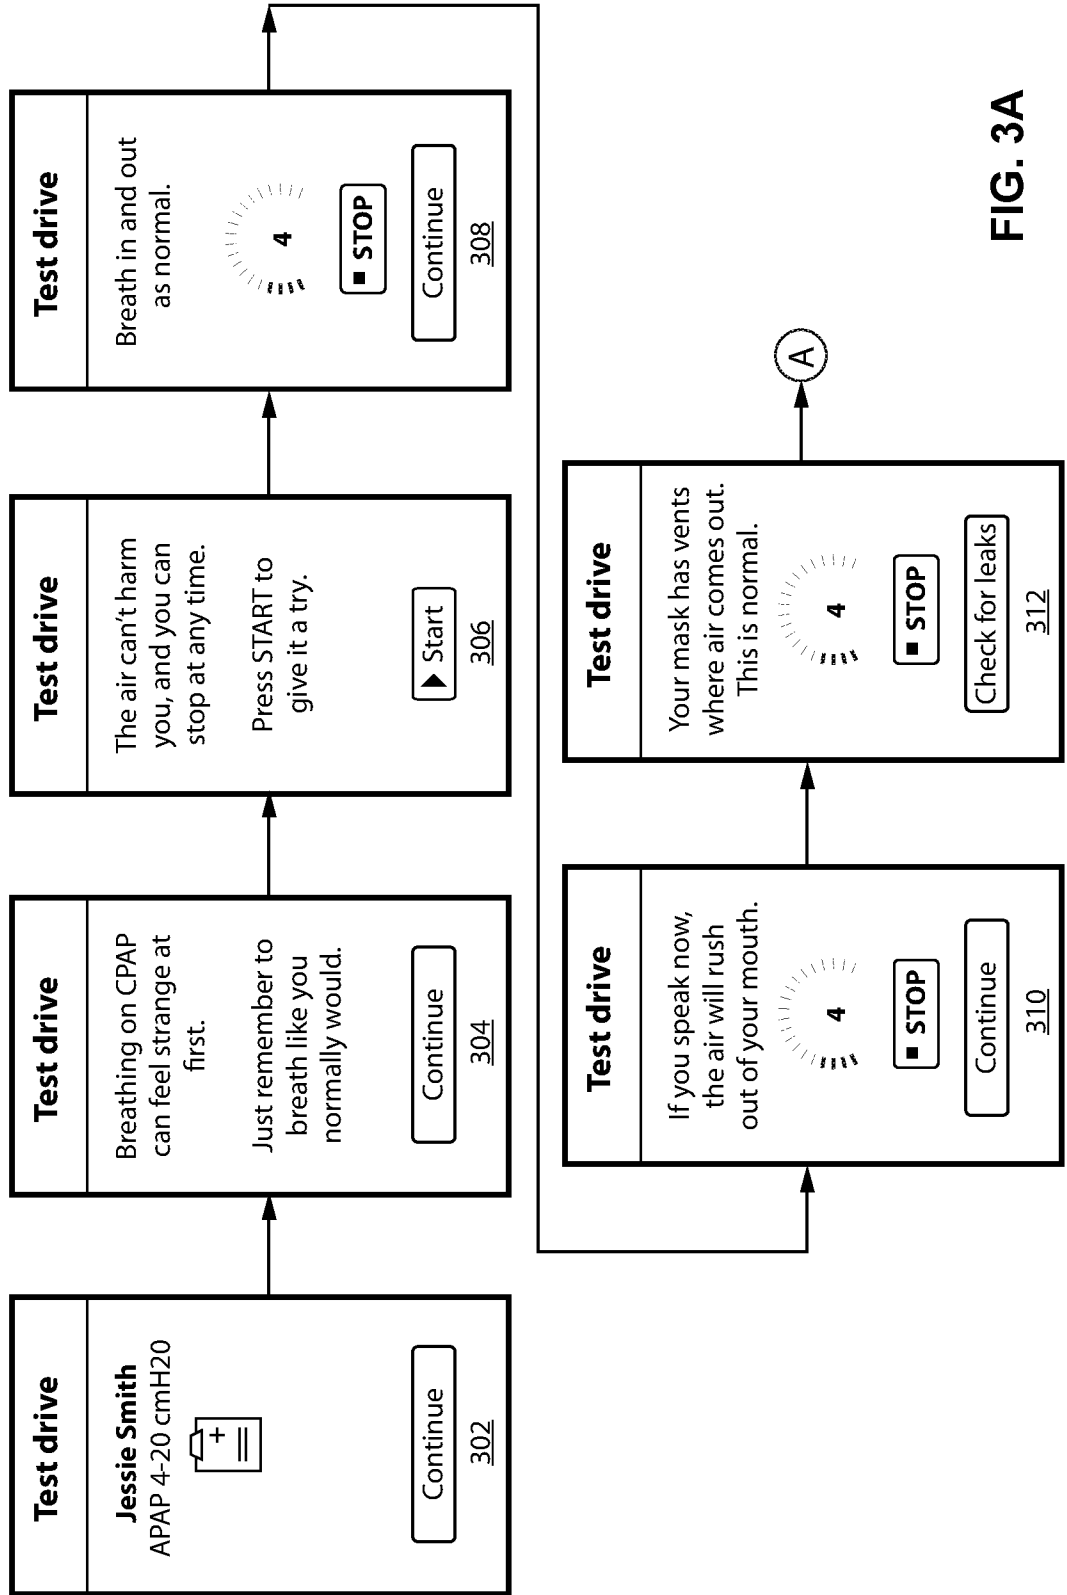 Test drive
Jessie Smith
APAP 4-20 cmH20
Continue
302
Test drive
Breathing on CPAP
can feel strange at
first.
Just remember to
breath like you
normally would.
Continue
304
Test drive
The air can't harm
you, and you can
stop at any time.
Press START to
give it a try.
Start
306
Test drive
Breath in and out
as normal.
4
STOP
Continue
308
Test drive
If you speak now,
the air will rush
out of your mouth.
4
STOP
Continue
310
Test drive
Your mask has vents
where air comes out.
This is normal.
4
STOP
Check for leaks
312
A
FIG. 3A